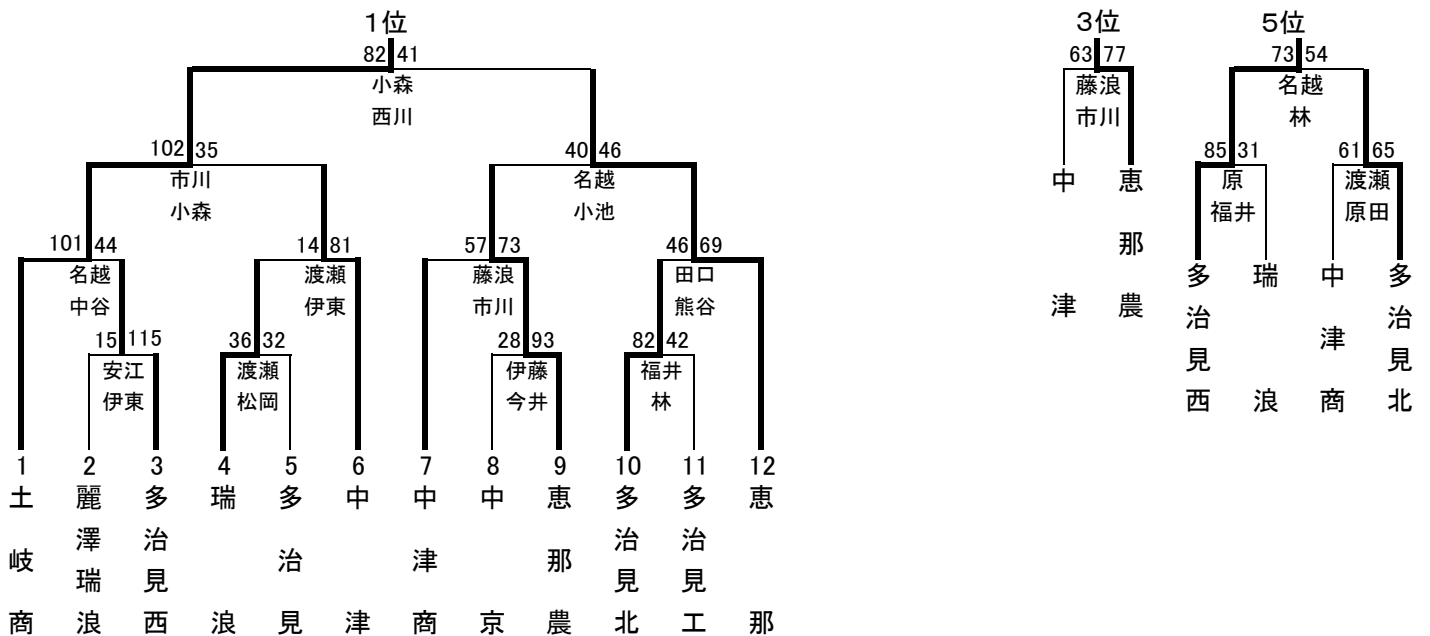 1位 3位 5位
82 41 63 77 73 54
小森 藤浪 名越
西川 市川 林
102 35 40 46 85 31 61 65
市川 名越 中 恵 原 渡瀬
小森 小池 福井 原田
101 44 14 81 57 73 46 69 那
名越 渡瀬 藤浪 田口 多 瑞 中 多
中谷 伊東 市川 熊谷 津 農 治 治
15 115 36 32 28 93 82 42 津
安江 渡瀬 伊藤 福井 見 見
伊東 松岡 今井 林 西 浪 商 北
1 2 3 4 5 6 7 8 9 10 11 12
土 麗 多 瑞 多 中 中 中 恵 多 多 恵
澤 治 治 治
岐 治 津 那
瑞 見 見 見
商 浪 西 浪 見 津 商 京 農 北 工 那